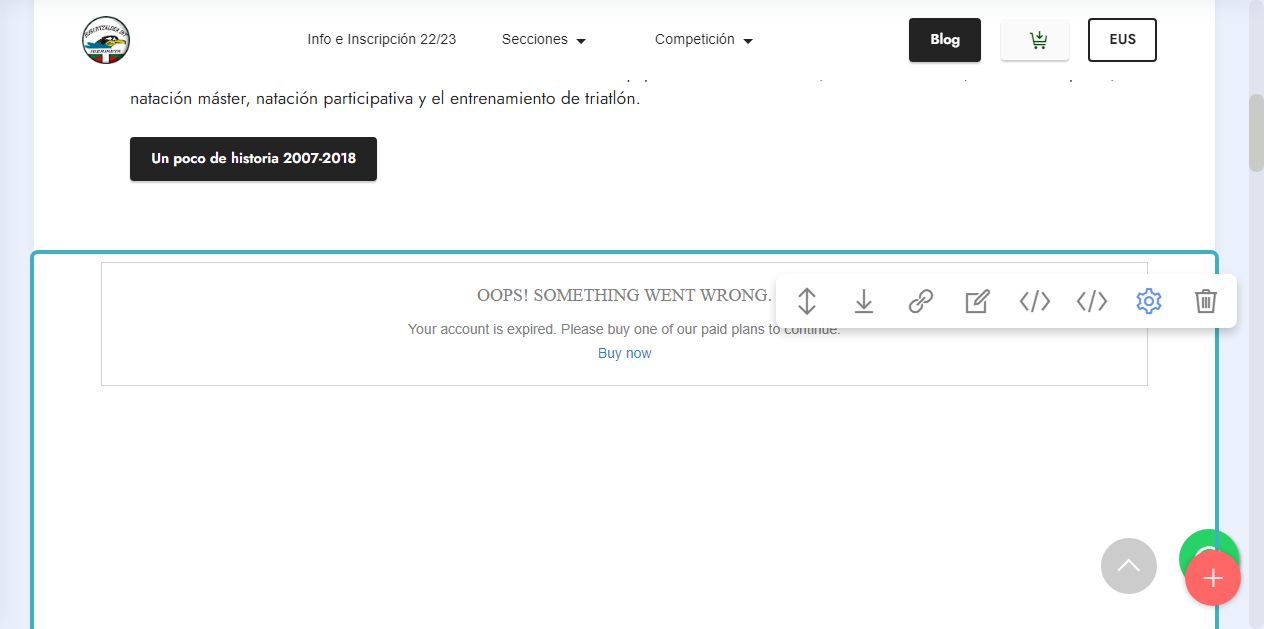 Info e Inscripción 22/23
Secciones
Competición
Blog
EUS
natación máster, natación participativa y el entrenamiento de triatlón.
Un poco de historia 2007-2018
OOPS! SOMETHING WENT WRONG.
Your account is expired. Please buy one of our paid plans to continue.
Buy now